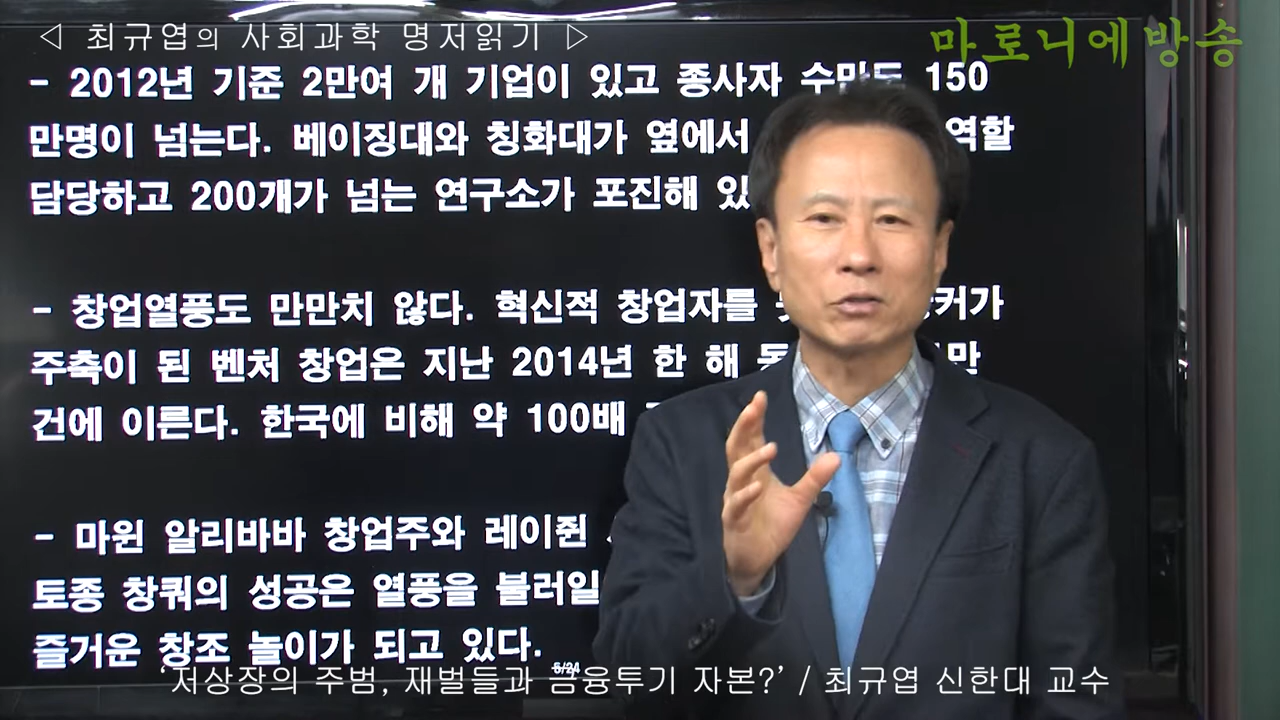 ◁ 최규엽의 사회과학 명저읽기 ▷
마로니에방송
- 2012년 기준 2만여 개 기업이 있고 종사자 150
만명이 넘는다. 베이징대와 칭화대가 옆에서 역할
담당하고 200개가 넘는 연구소가 포진해
- 창업열풍도 만만치 않다. 혁신적 창업자를
주축이 된 벤처 창업은 지난 2014년 한 해 만
건에 이른다. 한국에 비해 약 100배
- 마윈 알리바바 창업주와 레이쥔
토종 창쿼의 성공은 열풍을 불러일
즐거운 창조 놀이가 되고 있다.
5/24
‘저상장의 주범, 재벌들과 금융투기 자본?’ / 최규엽 신한대 교수